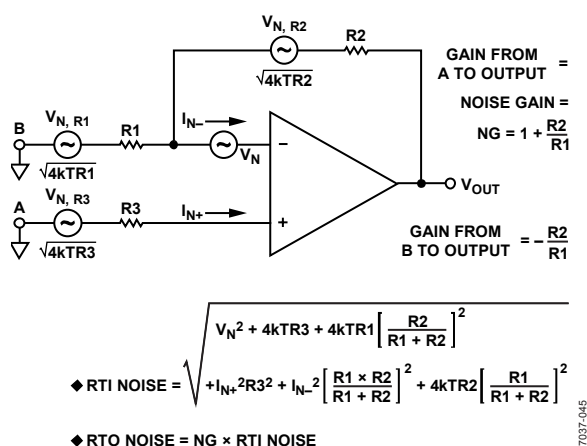 V_N, R2
R2
√4kTR2
GAIN FROM
A TO OUTPUT =
NOISE GAIN =
NG = 1 + R2/R1
B
V_N, R1
R1
I_N–
V_N
–
√4kTR1
A
V_N, R3
R3
I_N+
+
√4kTR3
V_OUT
GAIN FROM
B TO OUTPUT = – R2/R1
◆ RTI NOISE = √
V_N² + 4kTR3 + 4kTR1 [R2/(R1 + R2)]²
+I_N+²R3² + I_N–² [(R1 × R2)/(R1 + R2)]² + 4kTR2 [R1/(R1 + R2)]²
◆ RTO NOISE = NG × RTI NOISE
7037-045